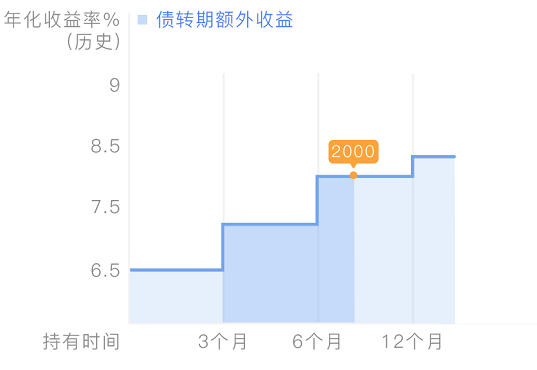 年化收益率%
(历史)
债转期额外收益
9
8.5
7.5
6.5
2000
持有时间
3个月
6个月
12个月